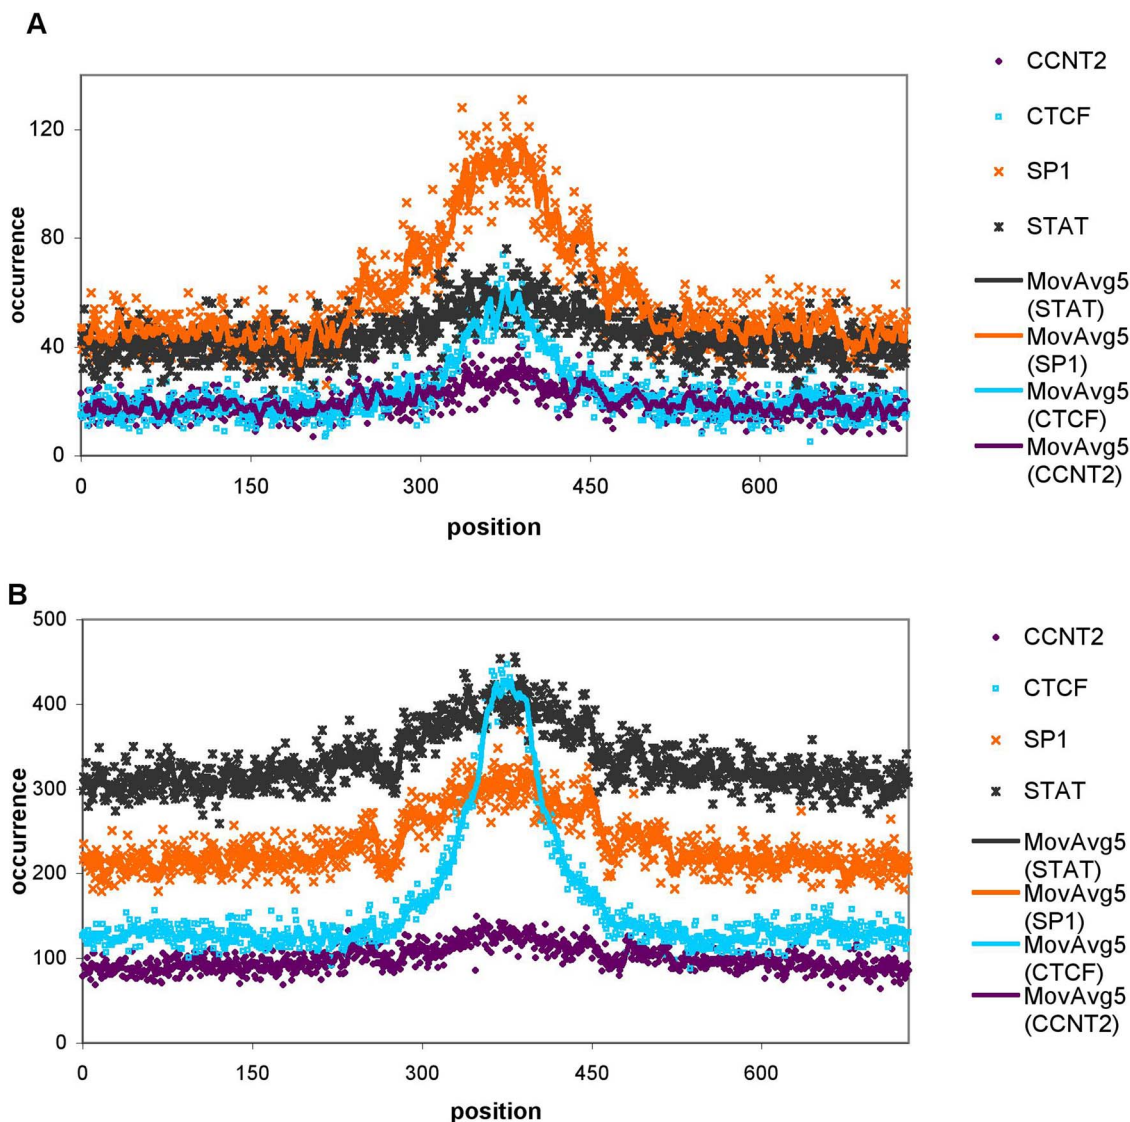 A
CCNT2
CTCF
SP1
STAT
MovAvg5
(STAT)
MovAvg5
(SP1)
MovAvg5
(CTCF)
MovAvg5
(CCNT2)
occurrence
120
80
40
0
0 150 300 450 600
position
B
CCNT2
CTCF
SP1
STAT
MovAvg5
(STAT)
MovAvg5
(SP1)
MovAvg5
(CTCF)
MovAvg5
(CCNT2)
occurrence
500
400
300
200
100
0
0 150 300 450 600
position